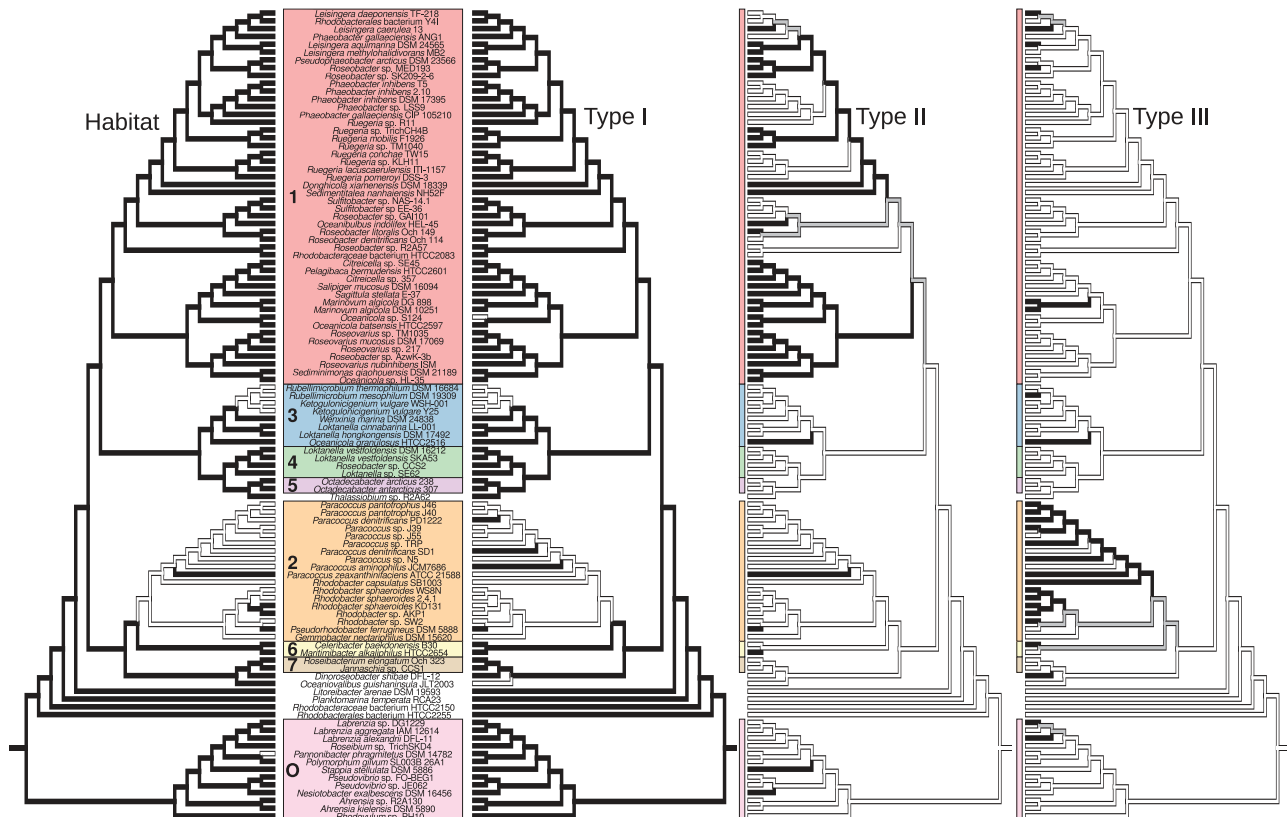 Habitat
Type I
Type II
Type III
1
Leisingera daeponensis TF-218
Rhodobacterales bacterium Y4I
Leisingera caerulea 13
Phaeobacter gallaeciensis ANG1
Leisingera aquimarina DSM 24565
Leisingera methylohalidivorans MB2
Pseudophaeobacter arcticus DSM 23566
Roseobacter sp. MED193
Roseobacter sp. SK209-2-6
Phaeobacter inhibens T5
Phaeobacter inhibens 2.10
Phaeobacter inhibens DSM 17395
Phaeobacter sp. LSS9
Phaeobacter gallaeciensis CIP 105210
Ruegeria sp. R11
Ruegeria sp. TrichCH4B
Ruegeria mobilis F1926
Ruegeria sp. TM1040
Ruegeria conchae TW15
Ruegeria sp. KLH11
Ruegeria lacuscaerulensis ITI-1157
Ruegeria pomeroyi DSS-3
Donghicola xiamenensis DSM 18339
Sedimentitalea nanhaiensis NH52F
Sulfitobacter sp. NAS-14.1
Sulfitobacter sp EE-36
Roseobacter sp. GAI101
Oceanibulbus indolifex HEL-45
Roseobacter litoralis Och 149
Roseobacter denitrificans Och 114
Roseobacter sp. R2A57
Rhodobacteraceae bacterium HTCC2083
Citreicella sp. SE45
Pelagibaca bermudensis HTCC2601
Citreicella sp. 357
Salipiger mucosus DSM 16094
Sagittula stellata E-37
Marinovum algicola DG 898
Marinovum algicola DSM 10251
Oceanicola sp. S124
Oceanicola batsensis HTCC2597
Roseovarius sp. TM1035
Roseovarius mucosus DSM 17069
Roseovarius sp. 217
Roseobacter sp. AzwK-3b
Roseovarius nubinhibens ISM
Sediminimonas qiaohouensis DSM 21189
Oceanicola sp. HL-35
3
Rubellimicrobium thermophilum DSM 16684
Rubellimicrobium mesophilum DSM 19309
Ketogulonicigenium vulgare WSH-001
Ketogulonicigenium vulgare Y25
Wenxinia marina DSM 24838
Loktanella cinnabarina LL-001
Loktanella hongkongensis DSM 17492
Oceanicola granulosus HTCC2516
4
Loktanella vestfoldensis DSM 16212
Loktanella vestfoldensis SKA53
Roseobacter sp. CCS2
Loktanella sp. SE62
5
Octadecabacter arcticus 238
Octadecabacter antarcticus 307
Thalassiobium sp. R2A62
2
Paracoccus pantotrophus J46
Paracoccus pantotrophus J40
Paracoccus denitrificans PD1222
Paracoccus sp. J39
Paracoccus sp. J55
Paracoccus sp. TRP
Paracoccus denitrificans SD1
Paracoccus sp. N5
Paracoccus aminophilus JCM7686
Paracoccus zeaxanthinifaciens ATCC 21588
Rhodobacter capsulatus SB1003
Rhodobacter sphaeroides WS8N
Rhodobacter sphaeroides 2.4.1
Rhodobacter sphaeroides KD131
Rhodobacter sp. AKP1
Rhodobacter sp. SW2
Pseudorhodobacter ferrugineus DSM 5888
Gemmobacter nectariphilus DSM 15620
6
Celeribacter baekdonensis B30
Maritimibacter alkaliphilus HTCC2654
7
Roseibacterium elongatum Och 323
Jannaschia sp. CCS1
Dinoroseobacter shibae DFL-12
Oceaniovalibus guishaninsula JLT2003
Litoreibacter arenae DSM 19593
Planktomarina temperata RCA23
Rhodobacteraceae bacterium HTCC2150
Rhodobacterales bacterium HTCC2255
O
Labrenzia sp. DG1229
Labrenzia aggregata IAM 12614
Labrenzia alexandrii DFL-11
Roseibium sp. TrichSKD4
Pannonibacter phragmitetus DSM 14782
Polymorphum gilvum SL003B 26A1
Stappia stellulata DSM 5886
Pseudovibrio sp. FO-BEG1
Pseudovibrio sp. JE062
Nesiotobacter exalbescens DSM 16456
Ahrensia sp. R2A130
Ahrensia kielensis DSM 5890